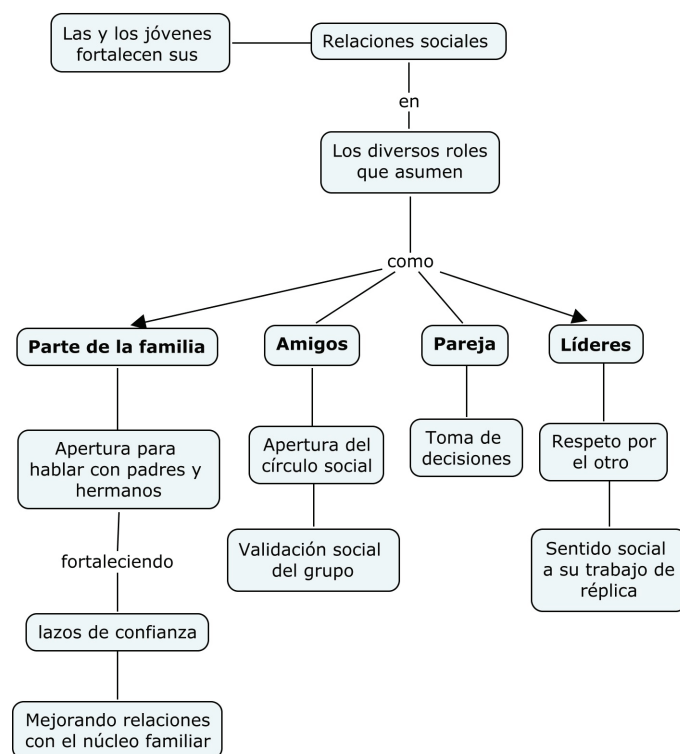 Las y los jóvenes
fortalecen sus
Relaciones sociales
en
Los diversos roles
que asumen
como
Parte de la familia
Amigos
Pareja
Líderes
Apertura para
hablar con padres y
hermanos
Apertura del
círculo social
Toma de
decisiones
Respeto por
el otro
fortaleciendo
Validación social
del grupo
Sentido social
a su trabajo de
réplica
lazos de confianza
Mejorando relaciones
con el núcleo familiar